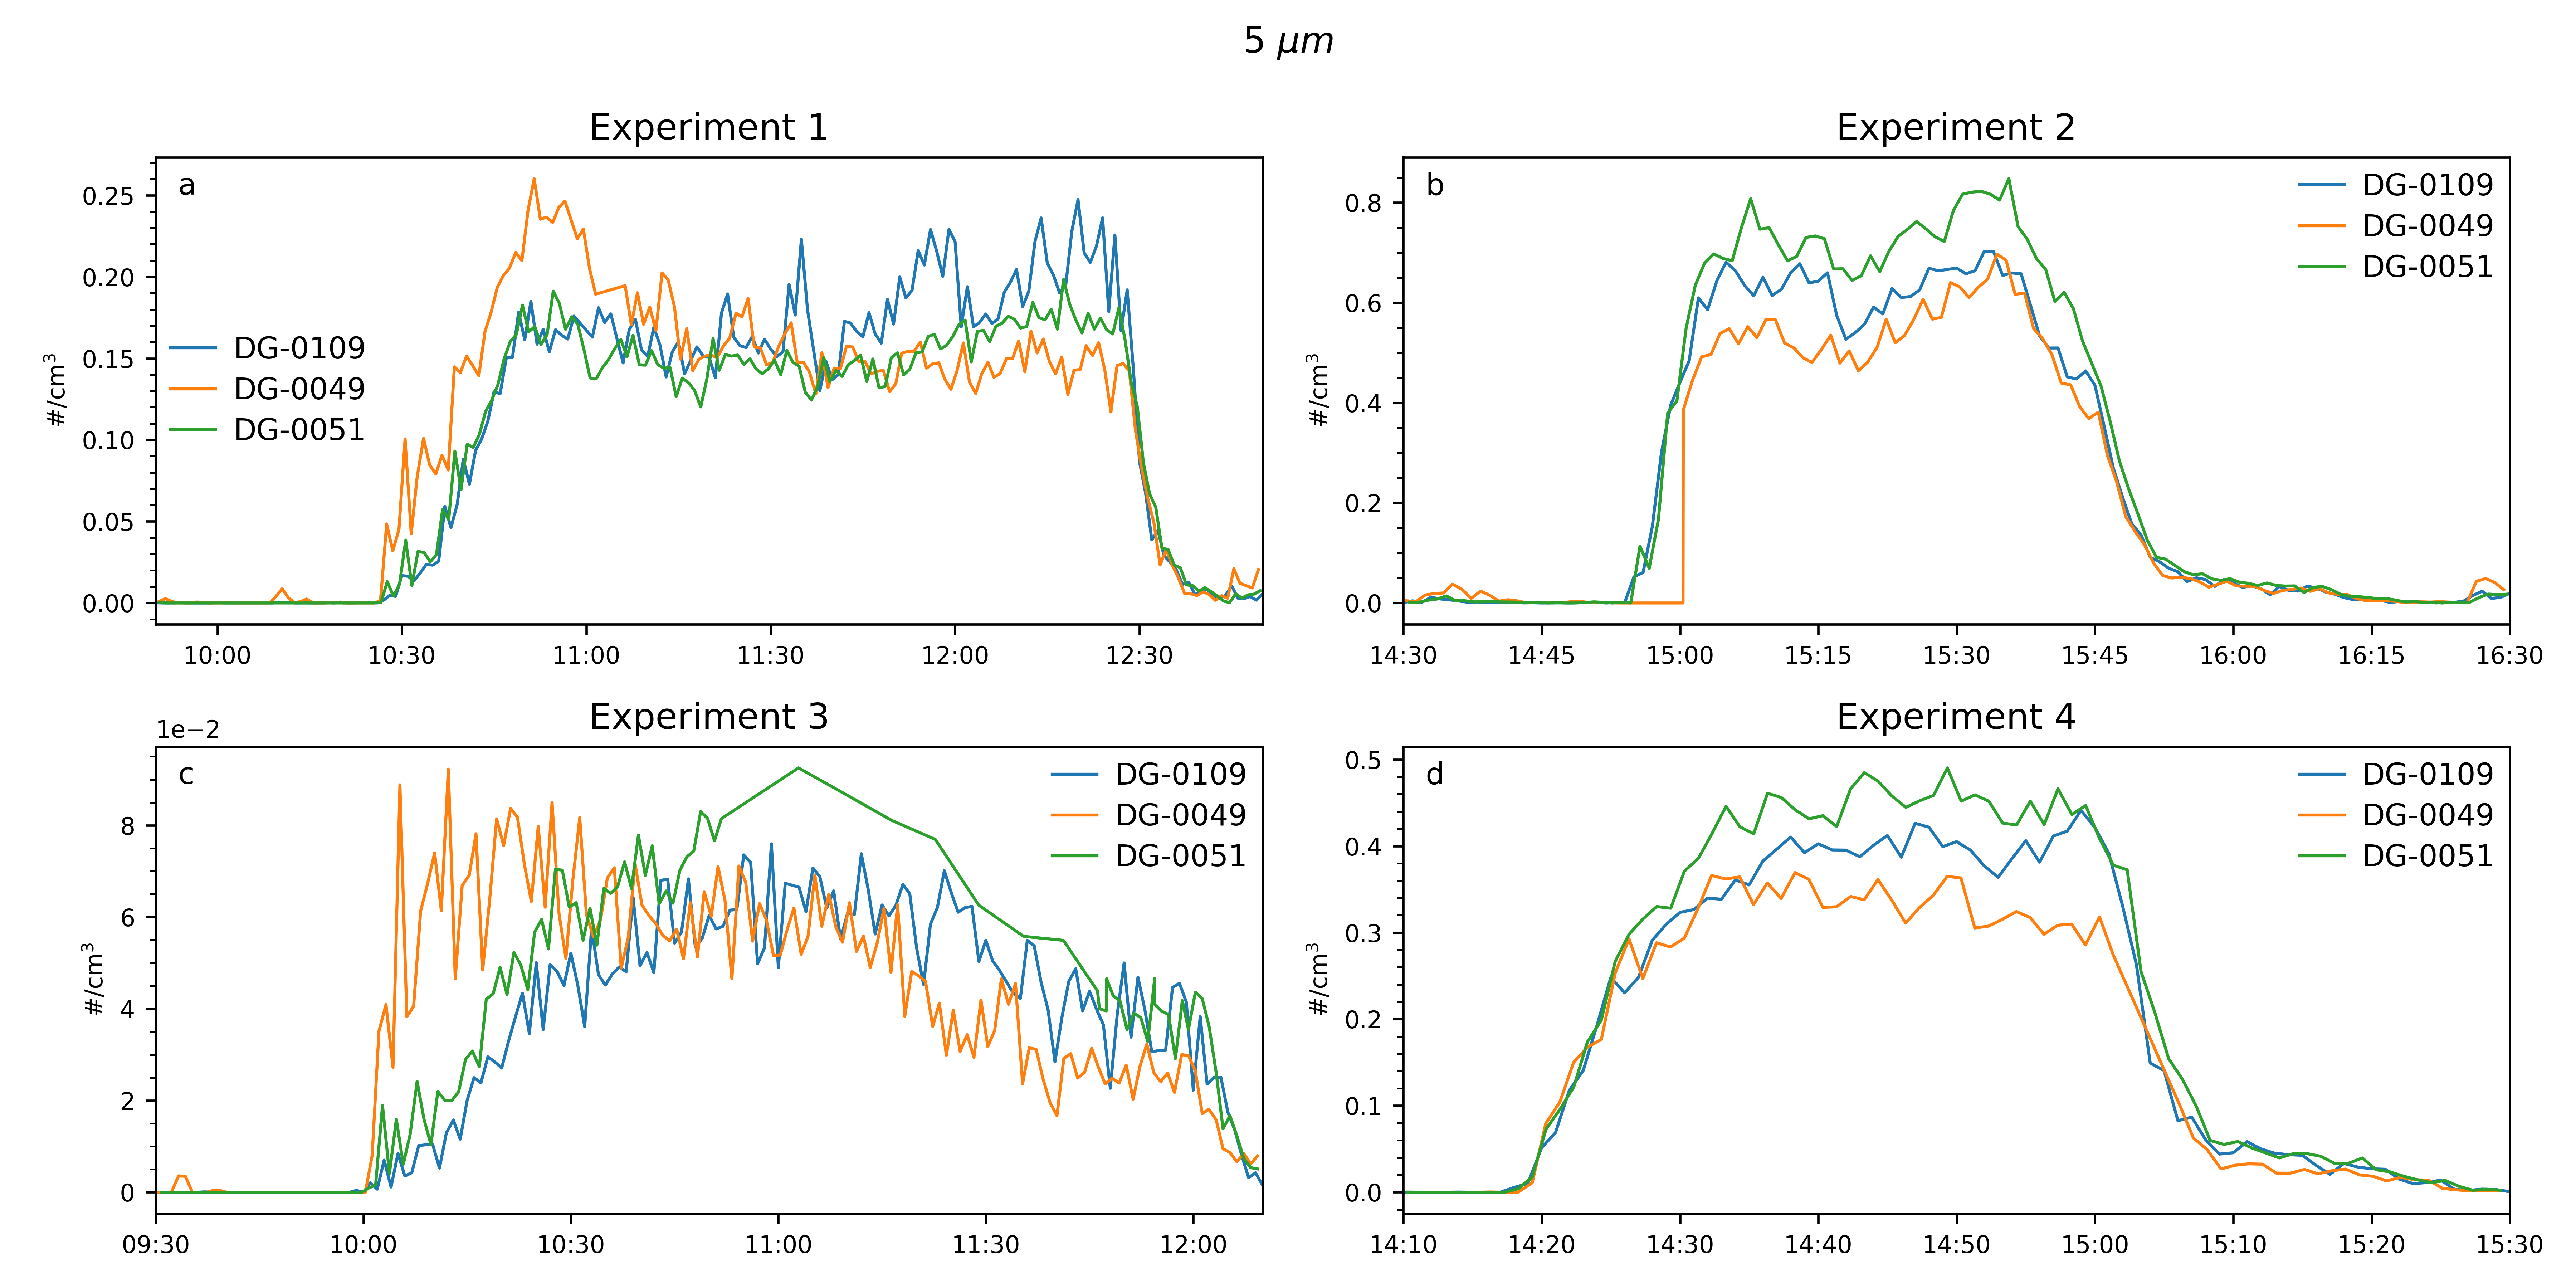 5 μm
Experiment 1
a
#/cm³
0.25
0.20
0.15
0.10
0.05
0.00
DG-0109
DG-0049
DG-0051
10:00 10:30 11:00 11:30 12:00 12:30
Experiment 2
b
#/cm³
0.8
0.6
0.4
0.2
0.0
DG-0109
DG-0049
DG-0051
14:30 14:45 15:00 15:15 15:30 15:45 16:00 16:15 16:30
Experiment 3
1e−2
c
#/cm³
8
6
4
2
0
DG-0109
DG-0049
DG-0051
09:30 10:00 10:30 11:00 11:30 12:00
Experiment 4
d
#/cm³
0.5
0.4
0.3
0.2
0.1
0.0
DG-0109
DG-0049
DG-0051
14:10 14:20 14:30 14:40 14:50 15:00 15:10 15:20 15:30